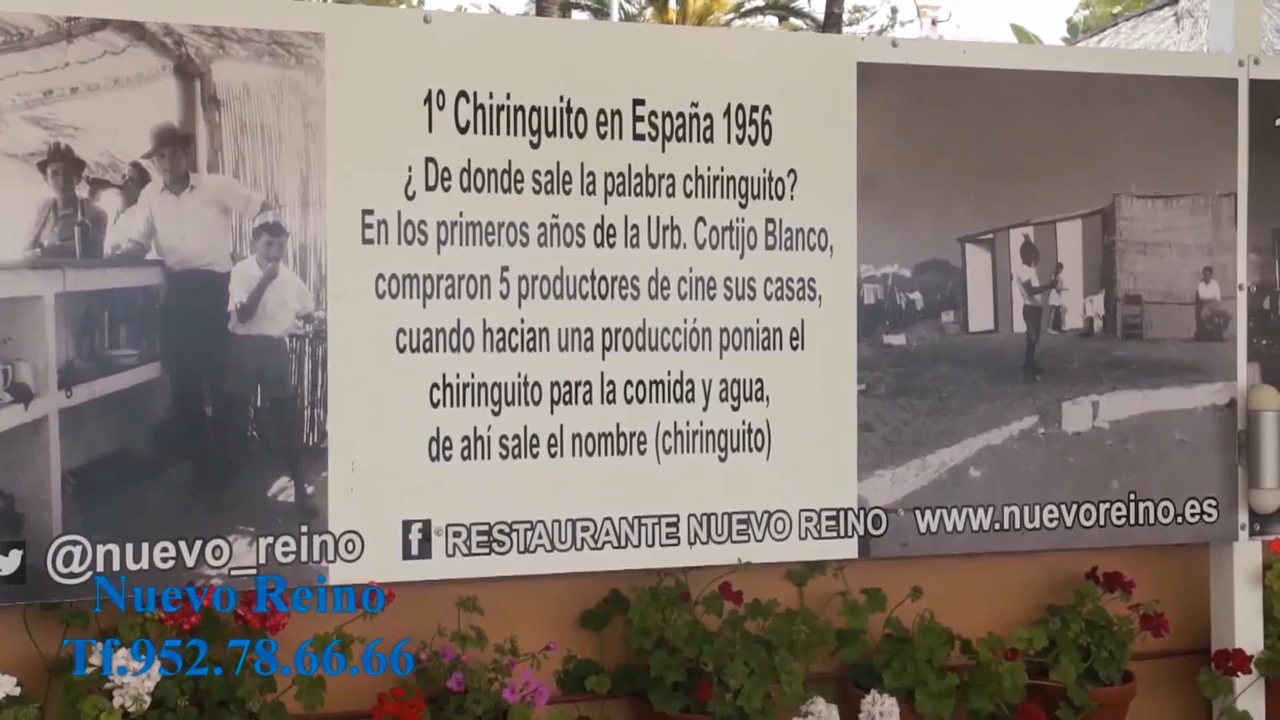 1º Chiringuito en España 1956
¿ De donde sale la palabra chiringuito?
En los primeros años de la Urb. Cortijo Blanco,
compraron 5 productores de cine sus casas,
cuando hacian una producción ponian el
chiringuito para la comida y agua,
de ahí sale el nombre (chiringuito)
@nuevo_reino
f RESTAURANTE NUEVO REINO
www.nuevoreino.es
Nuevo Reino
Tf.952.78.66.66